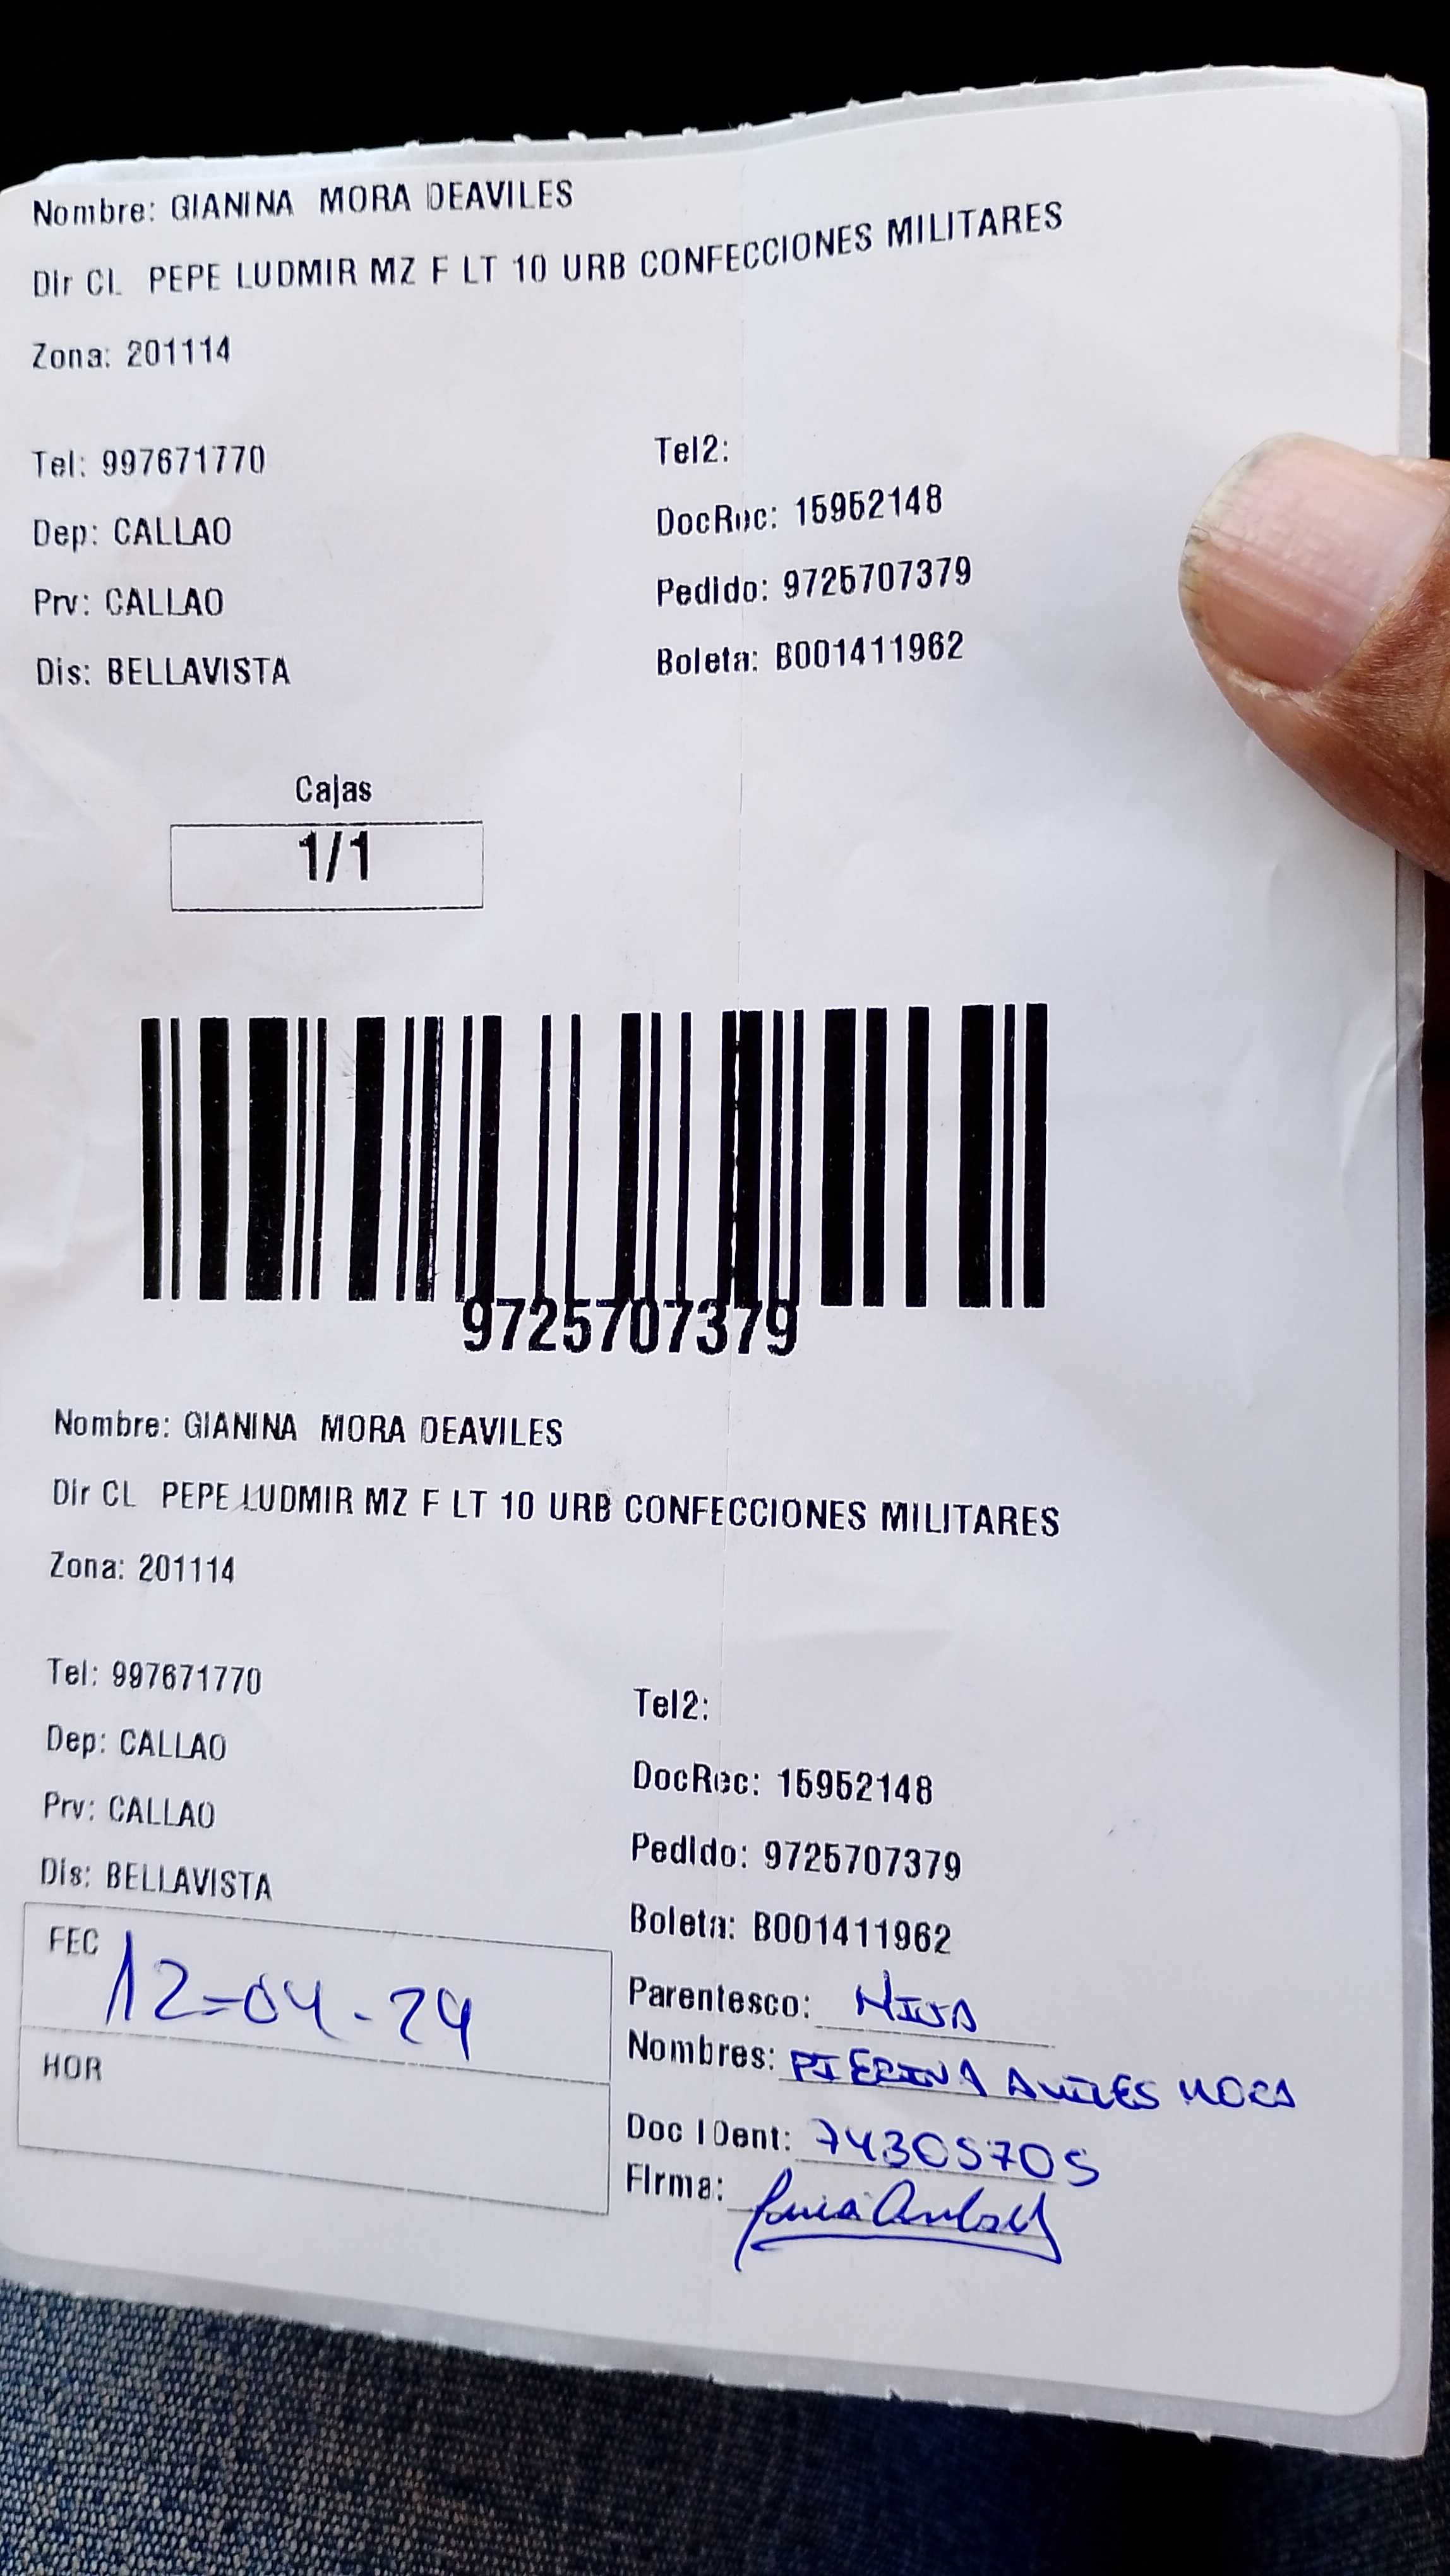 Nombre: GIANINA MORA DEAVILES
Dir CL PEPE LUDMIR MZ F LT 10 URB CONFECCIONES MILITARES
Zona: 201114
Tel: 997671770
Tel2:
Dep: CALLAO
DocRec: 15952148
Prv: CALLAO
Pedido: 9725707379
Dis: BELLAVISTA
Boleta: B001411962
Cajas
1/1
9725707379
Nombre: GIANINA MORA DEAVILES
Dir CL PEPE LUDMIR MZ F LT 10 URB CONFECCIONES MILITARES
Zona: 201114
Tel: 997671770
Tel2:
Dep: CALLAO
DocRec: 15952148
Prv: CALLAO
Pedido: 9725707379
Dis: BELLAVISTA
Boleta: B001411962
FEC 12-04-24
HOR
Parentesco: HIJA
Nombres: PIERINA AVILES MORA
Doc IDent: 74305705
Firma: